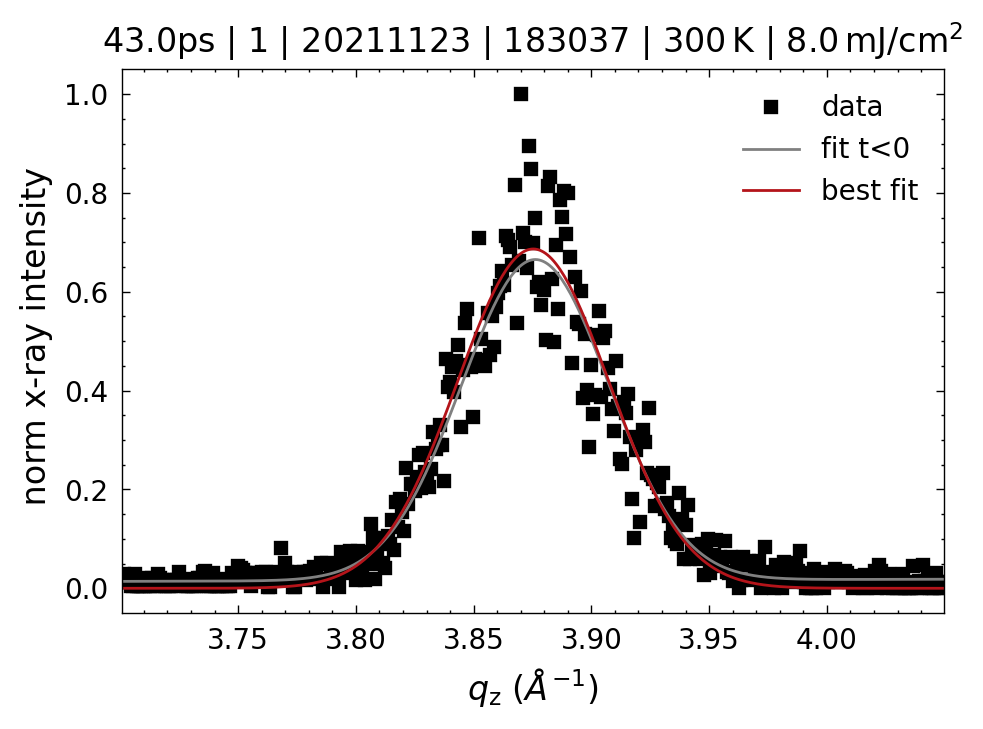 43.0ps | 1 | 20211123 | 183037 | 300 K | 8.0 mJ/cm²
norm x-ray intensity
1.0
0.8
0.6
0.4
0.2
0.0
data
fit t<0
best fit
3.75 3.80 3.85 3.90 3.95 4.00
q_z (Å⁻¹)